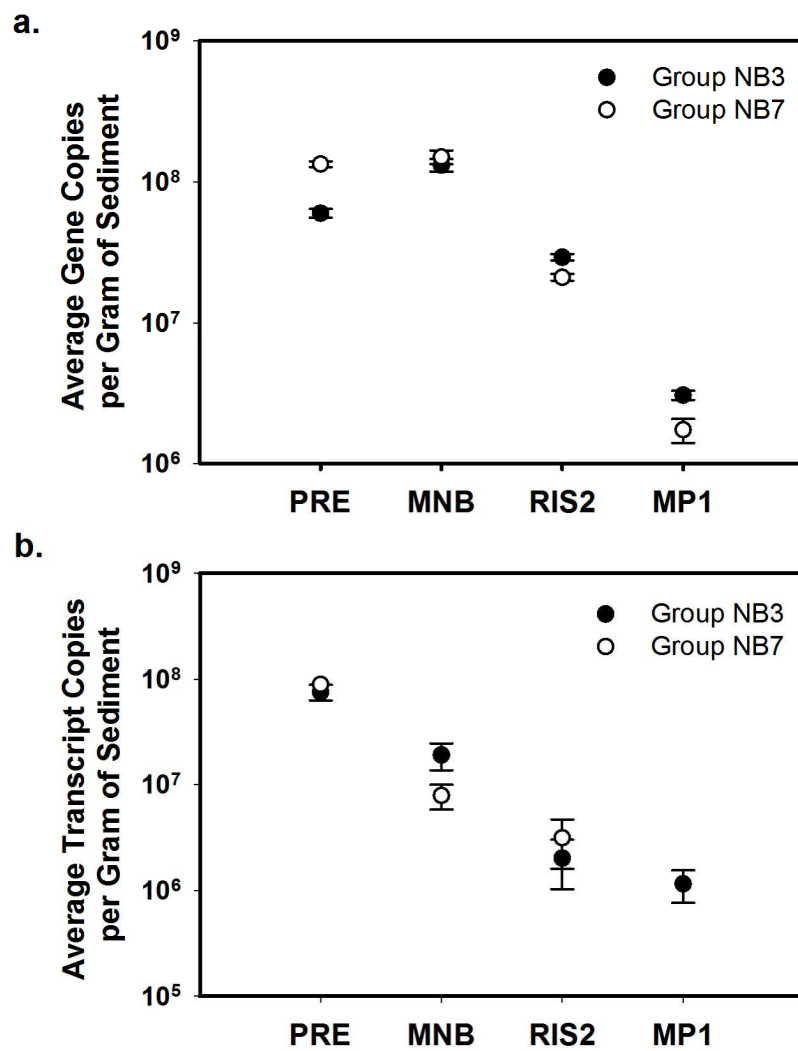 a.
Average Gene Copies
per Gram of Sediment
10⁹
10⁸
10⁷
10⁶
Group NB3
Group NB7
PRE MNB RIS2 MP1
b.
Average Transcript Copies
per Gram of Sediment
10⁹
10⁸
10⁷
10⁶
10⁵
Group NB3
Group NB7
PRE MNB RIS2 MP1